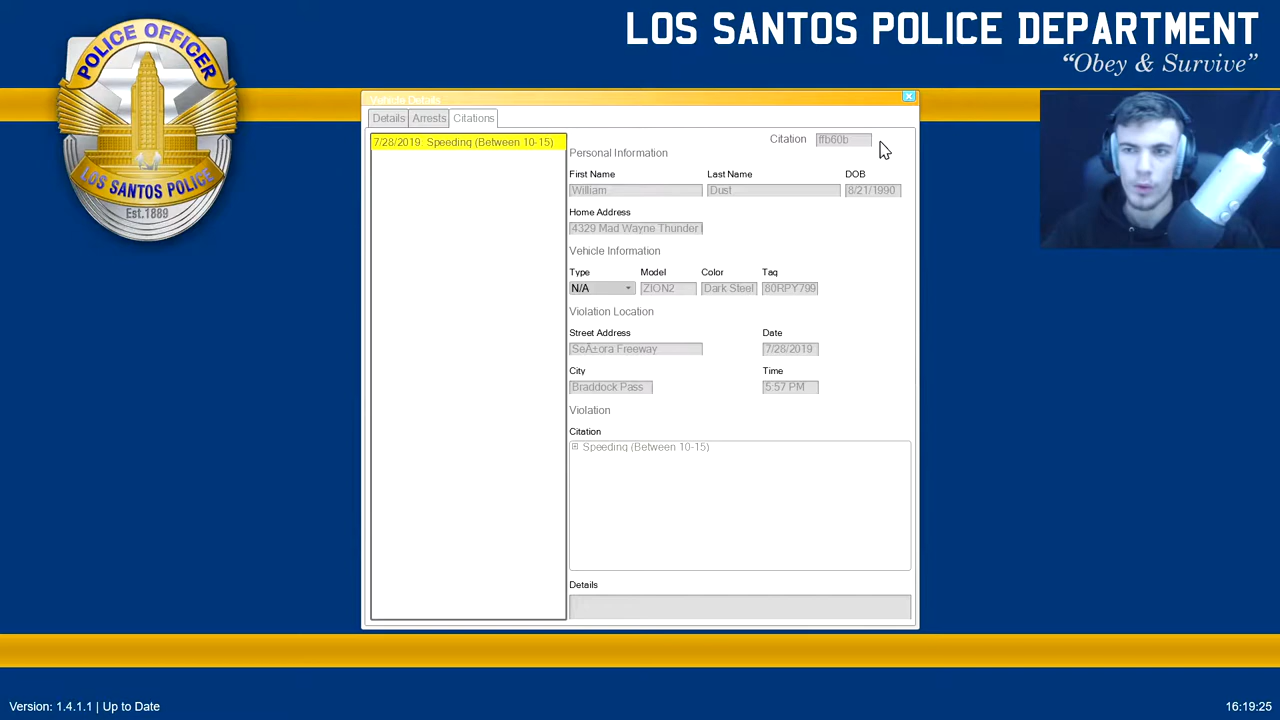 LOS SANTOS POLICE DEPARTMENT
“Obey & Survive”
POLICE OFFICER
LOS SANTOS POLICE
Est.1889
Vehicle Details
Details Arrests Citations
7/28/2019 Speeding (Between 10-15)
Citation ffb60b
Personal Information
First Name Last Name DOB
William Dust 8/21/1990
Home Address
4329 Mad Wayne Thunder
Vehicle Information
Type Model Color Tag
N/A ZION2 Dark Steel 80RPY799
Violation Location
Street Address Date
SeÃ±ora Freeway 7/28/2019
City Time
Braddock Pass 5:57 PM
Violation
Citation
Speeding (Between 10-15)
Details
Version: 1.4.1.1 | Up to Date
16:19:25